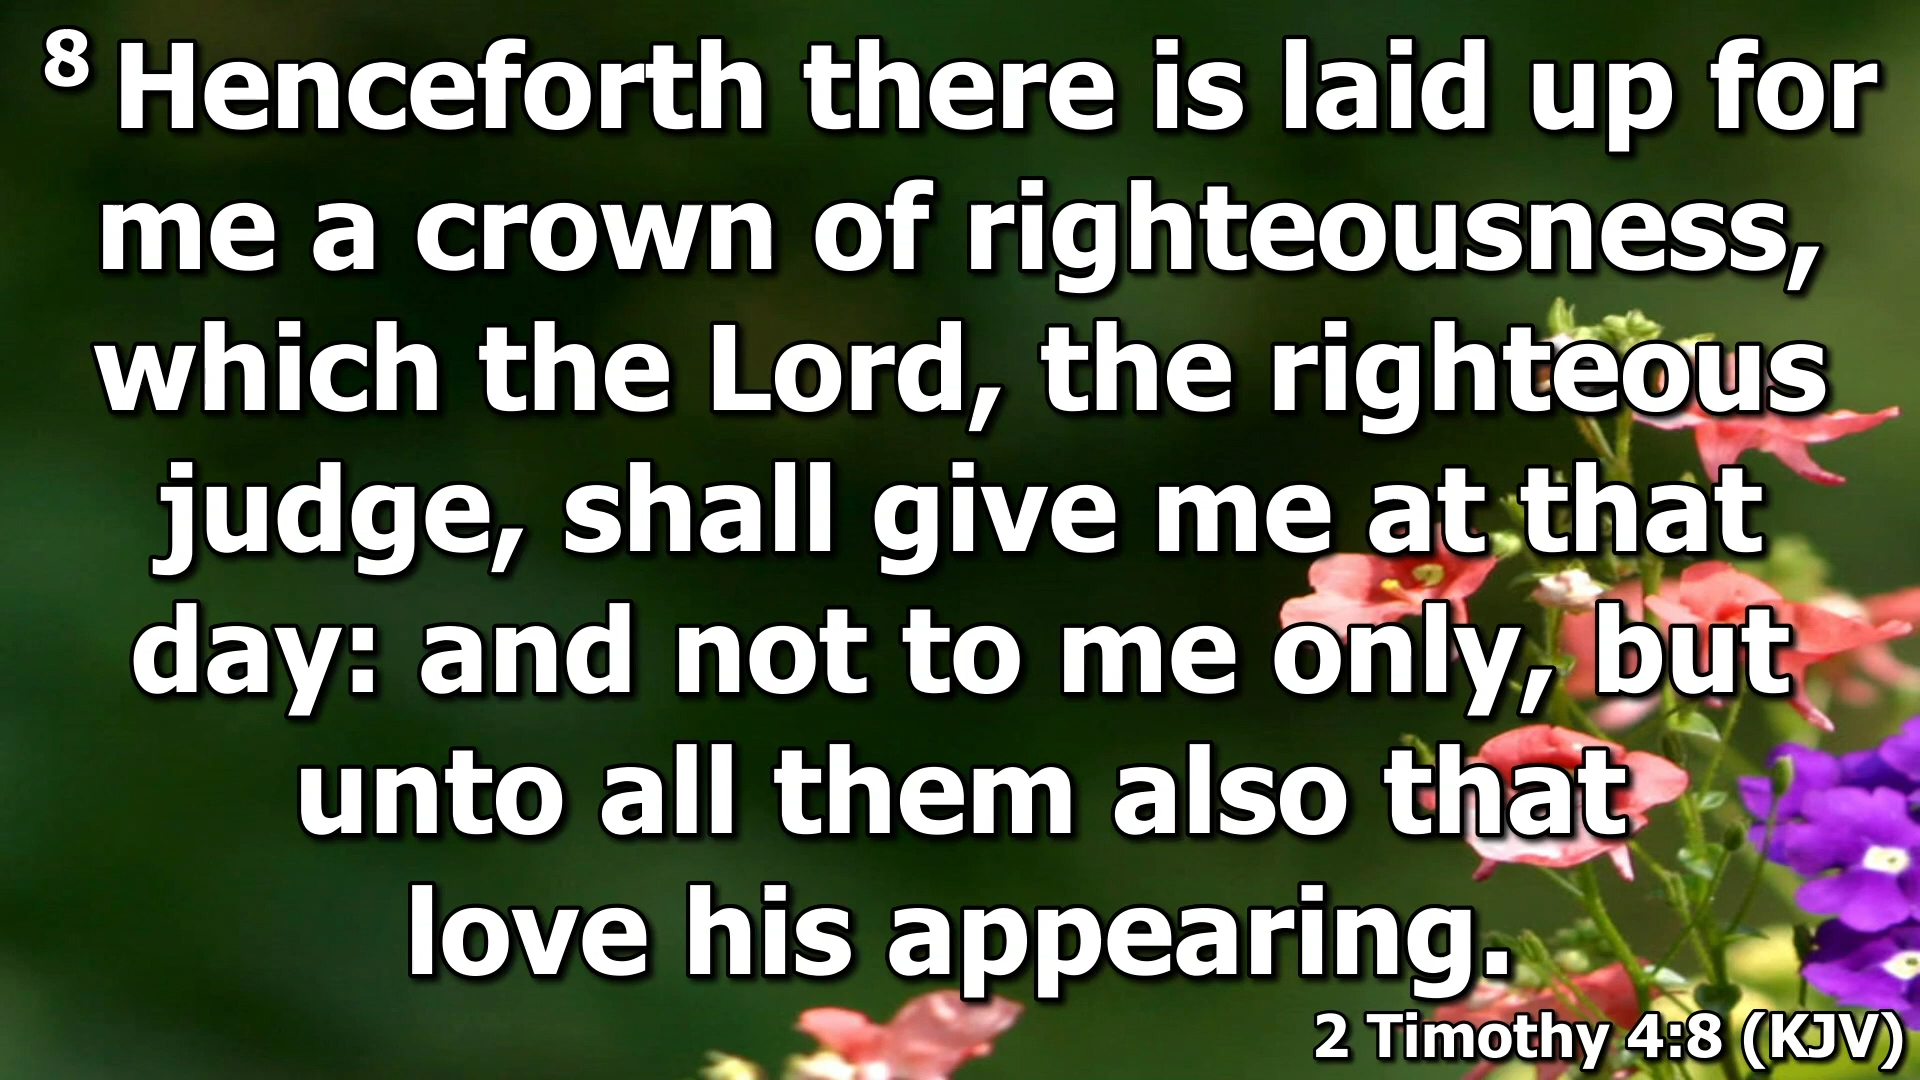 8 Henceforth there is laid up for
me a crown of righteousness,
which the Lord, the righteous
judge, shall give me at that
day: and not to me only, but
unto all them also that
love his appearing.
2 Timothy 4:8 (KJV)